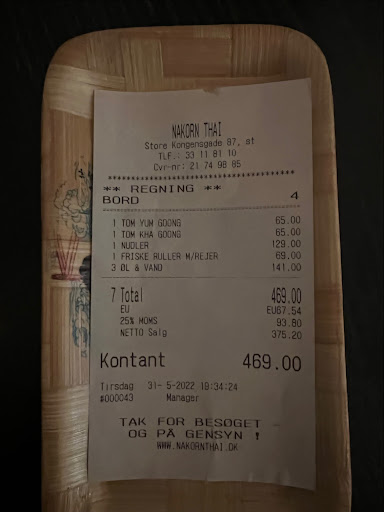 NAKORN THAI
Store Kongensgade 87, st
TLF.: 33 11 81 10
Cvr-nr: 21 74 98 85
** REGNING **
BORD 4
1 TOM YUM GOONG 65.00
1 TOM KHA GOONG 65.00
1 NUDLER 129.00
1 FRISKE RULLER M/REJER 69.00
3 ØL & VAND 141.00
7 Total 469.00
EU EU67.54
25% MOMS 93.80
NETTO Salg 375.20
Kontant 469.00
Tirsdag 31- 5-2022 19:34:24
#000043 Manager
TAK FOR BESØGET
OG PÅ GENSYN !
WWW.NAKORNTHAI.DK